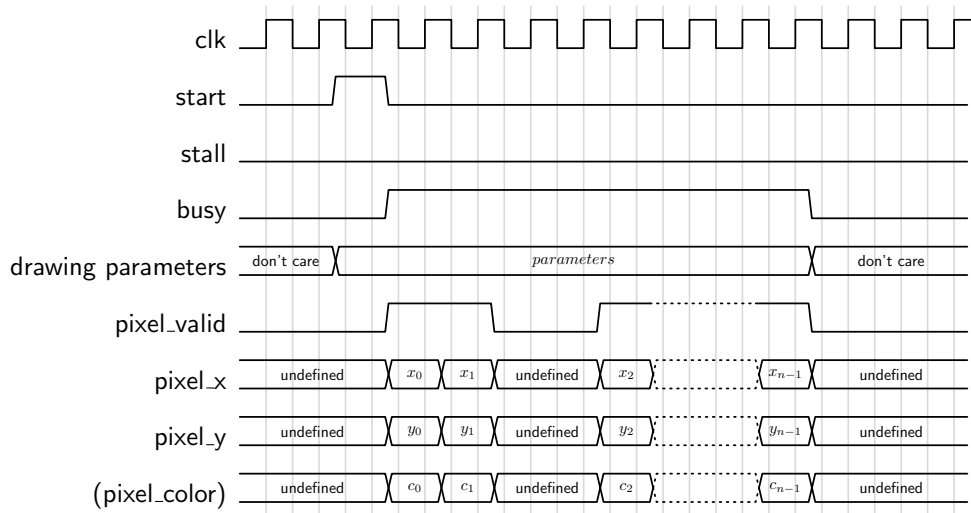 clk
start
stall
busy
drawing parameters don't care parameters don't care
pixel_valid
pixel_x undefined x₀ x₁ undefined x₂ xₙ₋₁ undefined
pixel_y undefined y₀ y₁ undefined y₂ yₙ₋₁ undefined
(pixel_color) undefined c₀ c₁ undefined c₂ cₙ₋₁ undefined